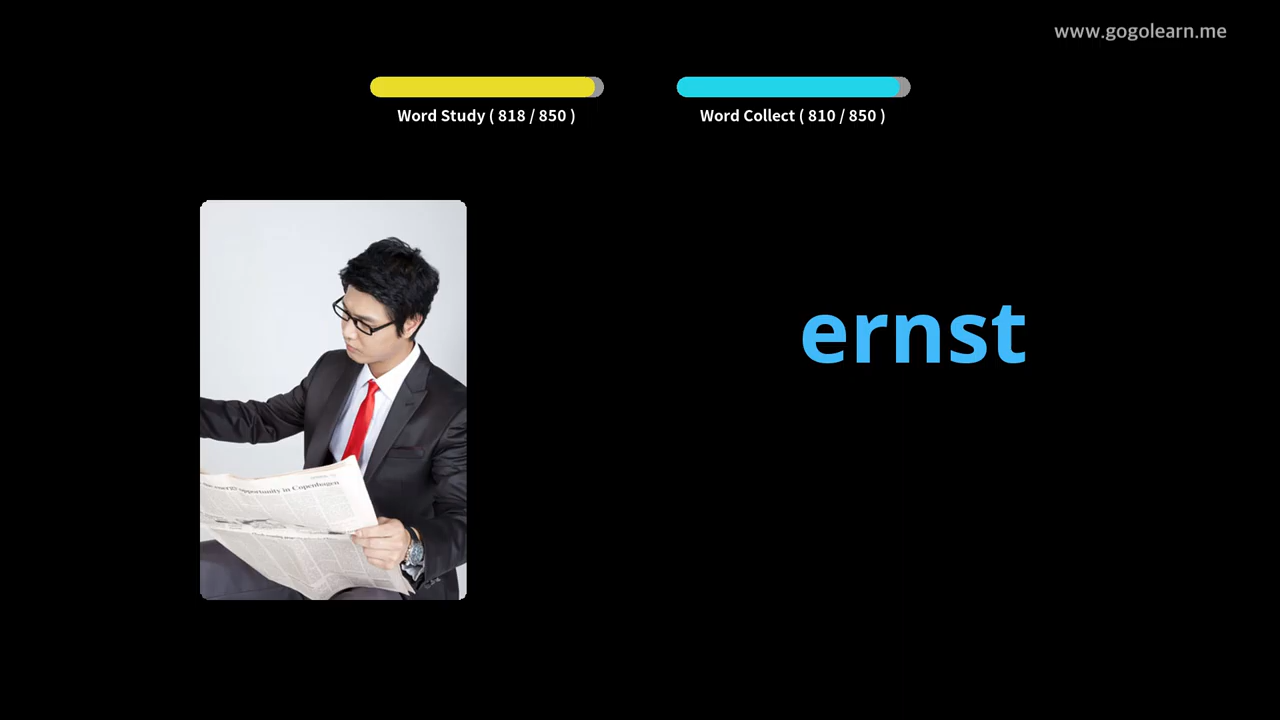 www.gogolearn.me
Word Study ( 818 / 850 )
Word Collect ( 810 / 850 )
ernst
opportunity in Copenhagen